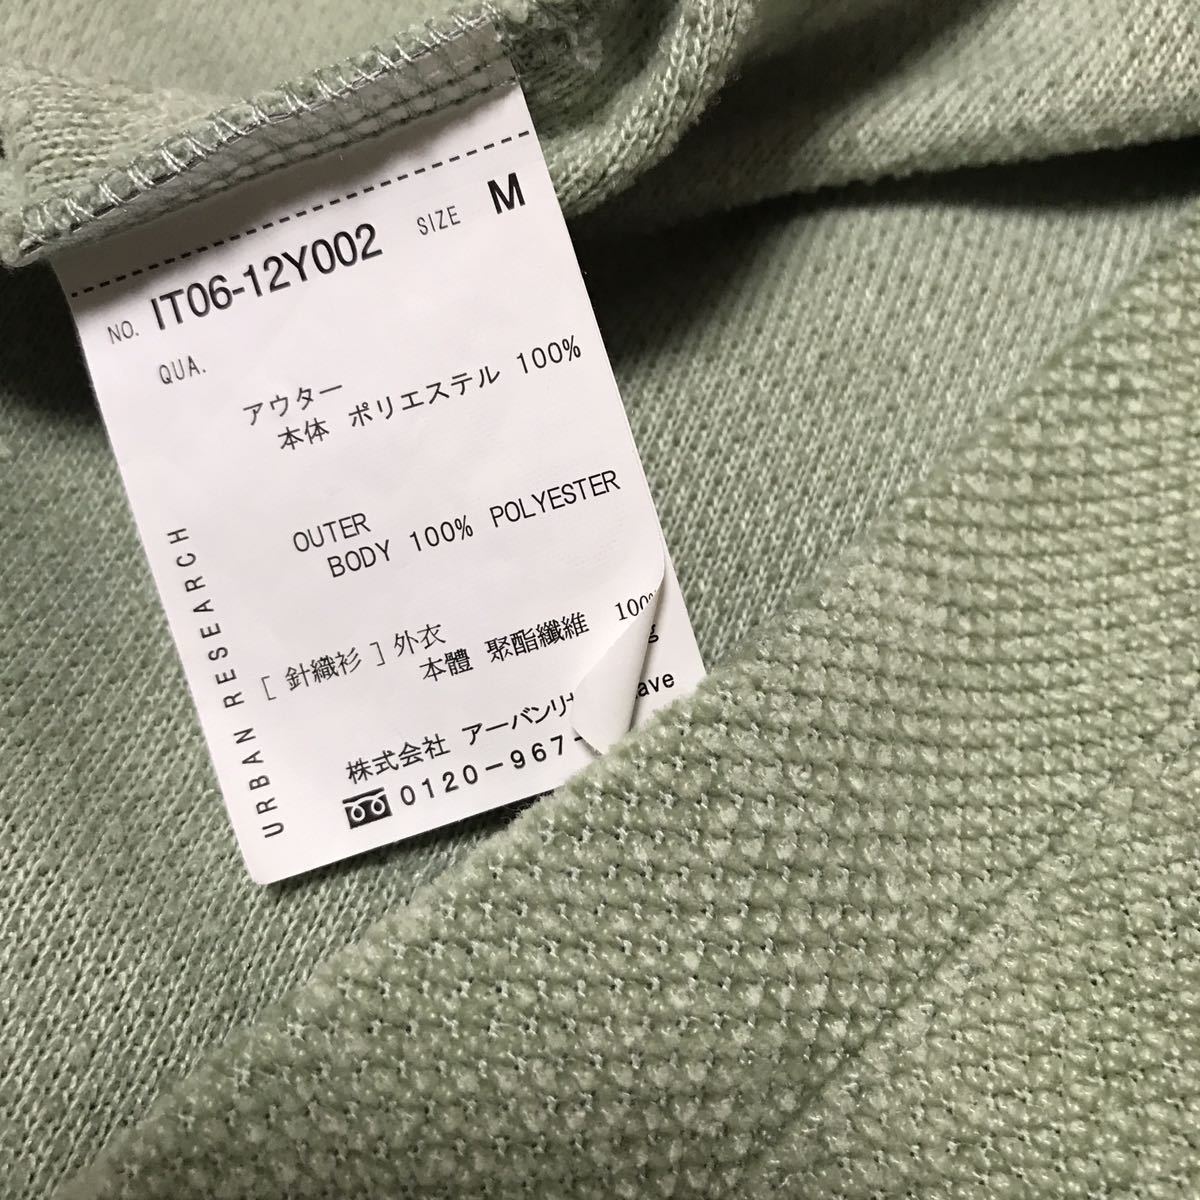 NO. IT06-12Y002 SIZE M
QUA.
アウター
本体 ポリエステル 100%
OUTER
BODY 100% POLYESTER
[ 針織衫 ] 外衣
本體 聚酯纖維 100%
株式会社 アーバンリ
0120-967-
URBAN RESEARCH